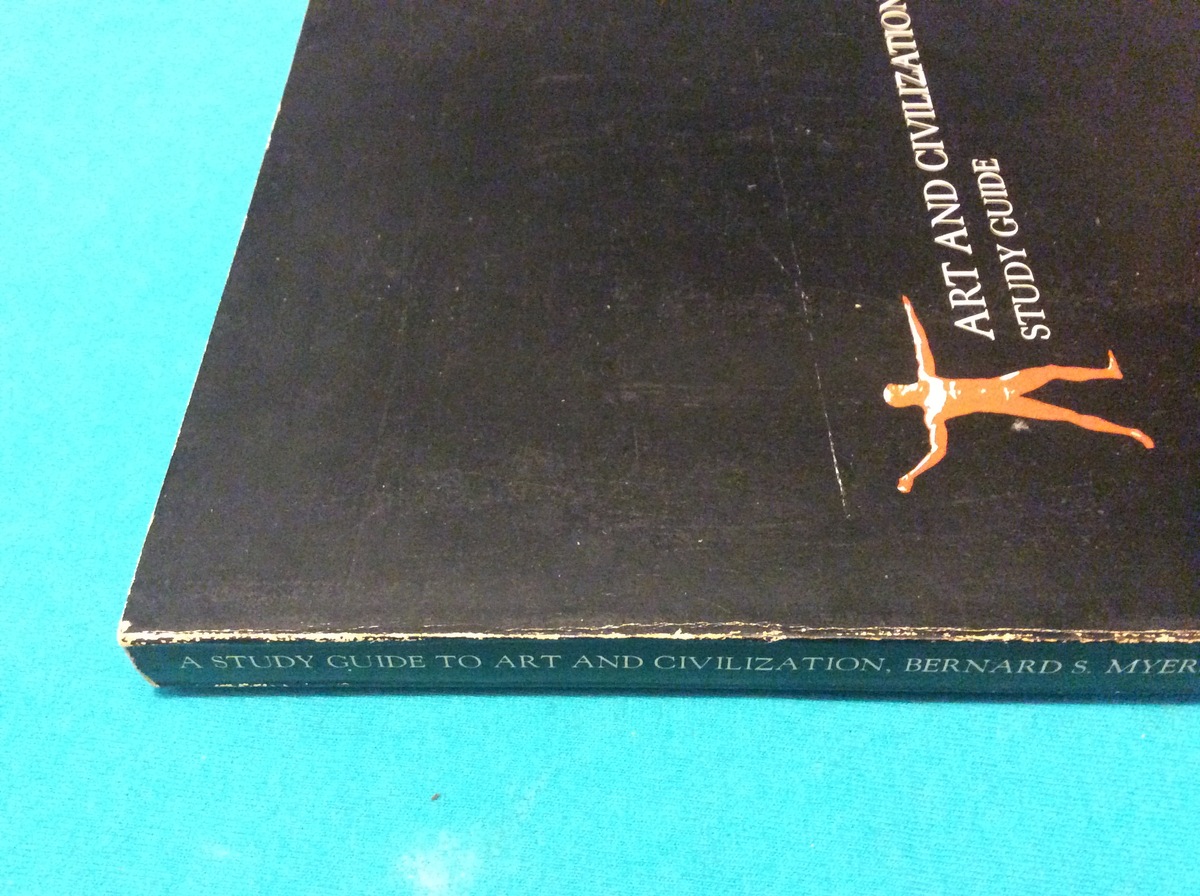 ART AND CIVILIZATION
STUDY GUIDE
A STUDY GUIDE TO ART AND CIVILIZATION, BERNARD S. MYER